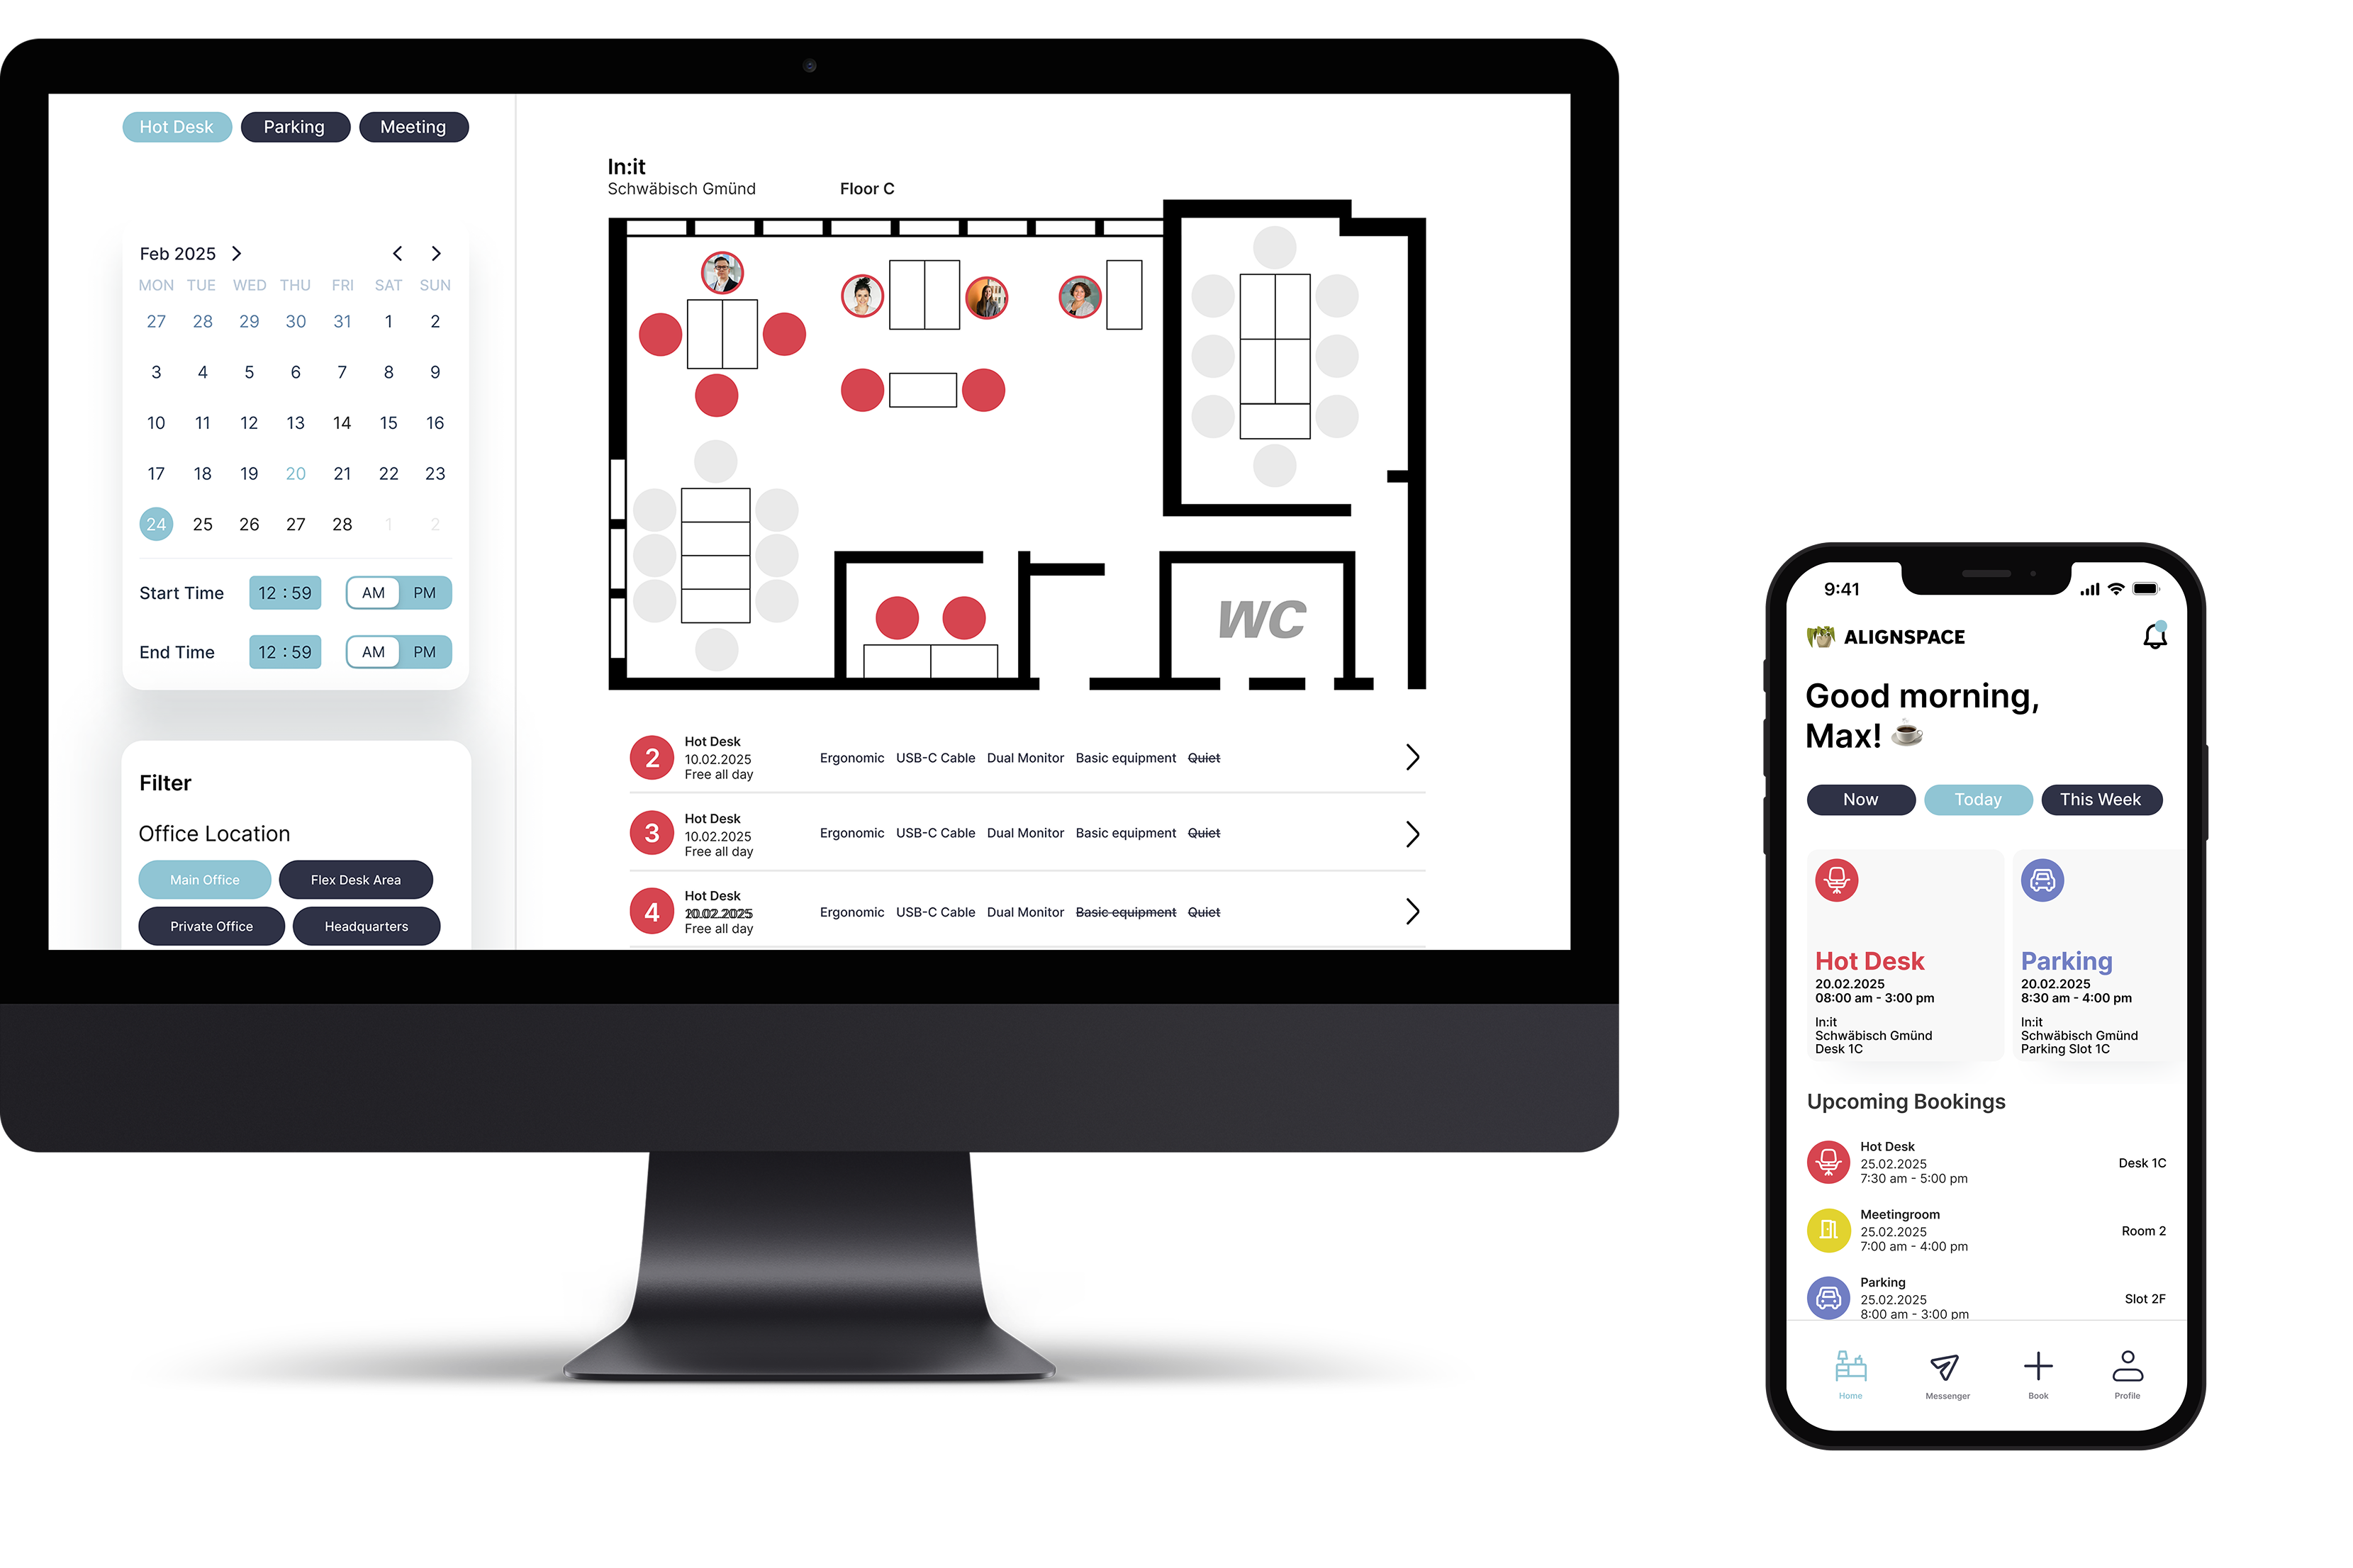 Hot Desk Parking Meeting
Feb 2025
MON TUE WED THU FRI SAT SUN
27 28 29 30 31 1 2
3 4 5 6 7 8 9
10 11 12 13 14 15 16
17 18 19 20 21 22 23
24 25 26 27 28 1 2
Start Time 12 : 59 AM PM
End Time 12 : 59 AM PM
Filter
Office Location
Main Office Flex Desk Area
Private Office Headquarters
In:it
Schwäbisch Gmünd Floor C
WC
2 Hot Desk
10.02.2025
Free all day
Ergonomic USB-C Cable Dual Monitor Basic equipment Quiet
3 Hot Desk
10.02.2025
Free all day
Ergonomic USB-C Cable Dual Monitor Basic equipment Quiet
4 Hot Desk
Free all day
Ergonomic USB-C Cable Dual Monitor Basic equipment Quiet
9:41
ALIGNSPACE
Good morning,
Max!
Now Today This Week
Hot Desk
20.02.2025
08:00 am - 3:00 pm
In:it
Schwäbisch Gmünd
Desk 1C
Parking
20.02.2025
8:30 am - 4:00 pm
In:it
Schwäbisch Gmünd
Parking Slot 1C
Upcoming Bookings
Hot Desk
25.02.2025
7:30 am - 5:00 pm
Desk 1C
Meetingroom
25.02.2025
7:00 am - 4:00 pm
Room 2
Parking
25.02.2025
8:00 am - 3:00 pm
Slot 2F
Home Messenger Book Profile